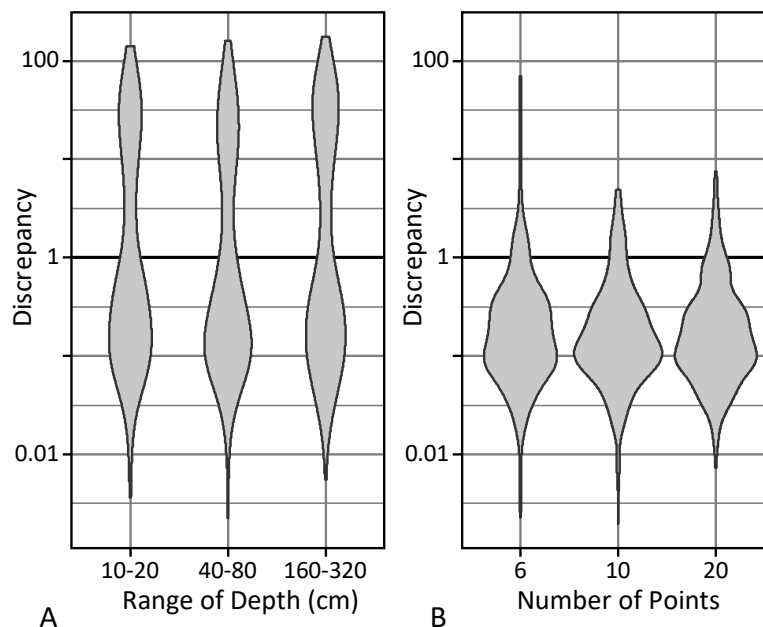 100
1
0.01
Discrepancy
10-20 40-80 160-320
Range of Depth (cm)
A
100
1
0.01
Discrepancy
6 10 20
Number of Points
B